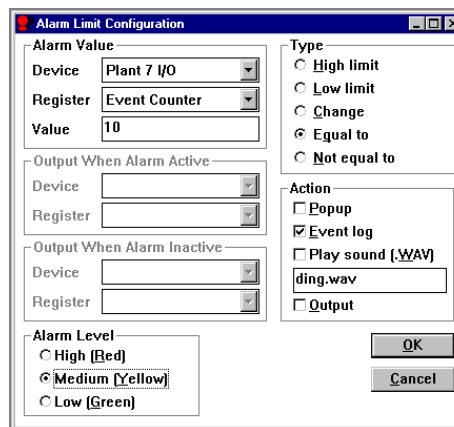 Alarm Limit Configuration
Alarm Value
Device Plant 7 I/O
Register Event Counter
Value 10
Output When Alarm Active
Device
Register
Output When Alarm Inactive
Device
Register
Alarm Level
High (Red)
Medium (Yellow)
Low (Green)
Type
High limit
Low limit
Change
Equal to
Not equal to
Action
Popup
Event log
Play sound (.WAV)
ding.wav
Output
OK
Cancel